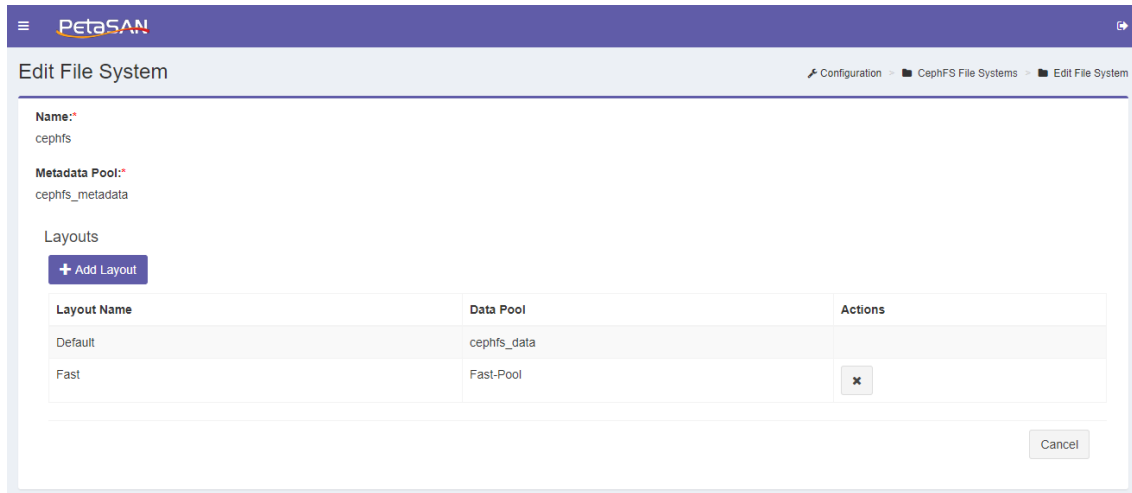 PetaSAN
Edit File System
Configuration > CephFS File Systems > Edit File System
Name:*
cephfs
Metadata Pool:*
cephfs_metadata
Layouts
+ Add Layout
Layout Name Data Pool Actions
Default cephfs_data
Fast Fast-Pool
Cancel